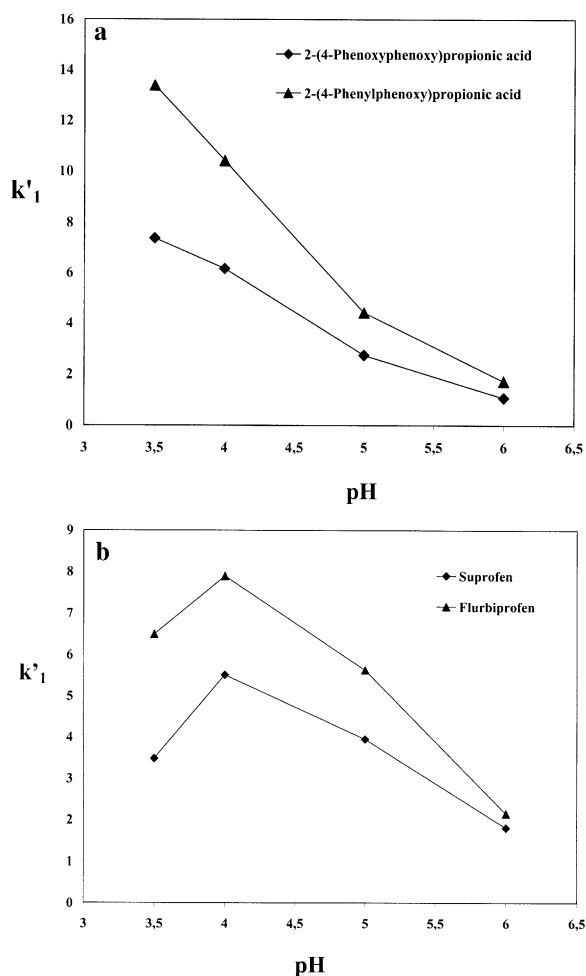 a
16
14
12
10
8
6
4
2
0
k'1
◆ 2-(4-Phenoxyphenoxy)propionic acid
▲ 2-(4-Phenylphenoxy)propionic acid
3 3,5 4 4,5 5 5,5 6 6,5
pH
b
9
8
7
6
5
4
3
2
1
0
k’1
◆ Suprofen
▲ Flurbiprofen
3 3,5 4 4,5 5 5,5 6 6,5
pH